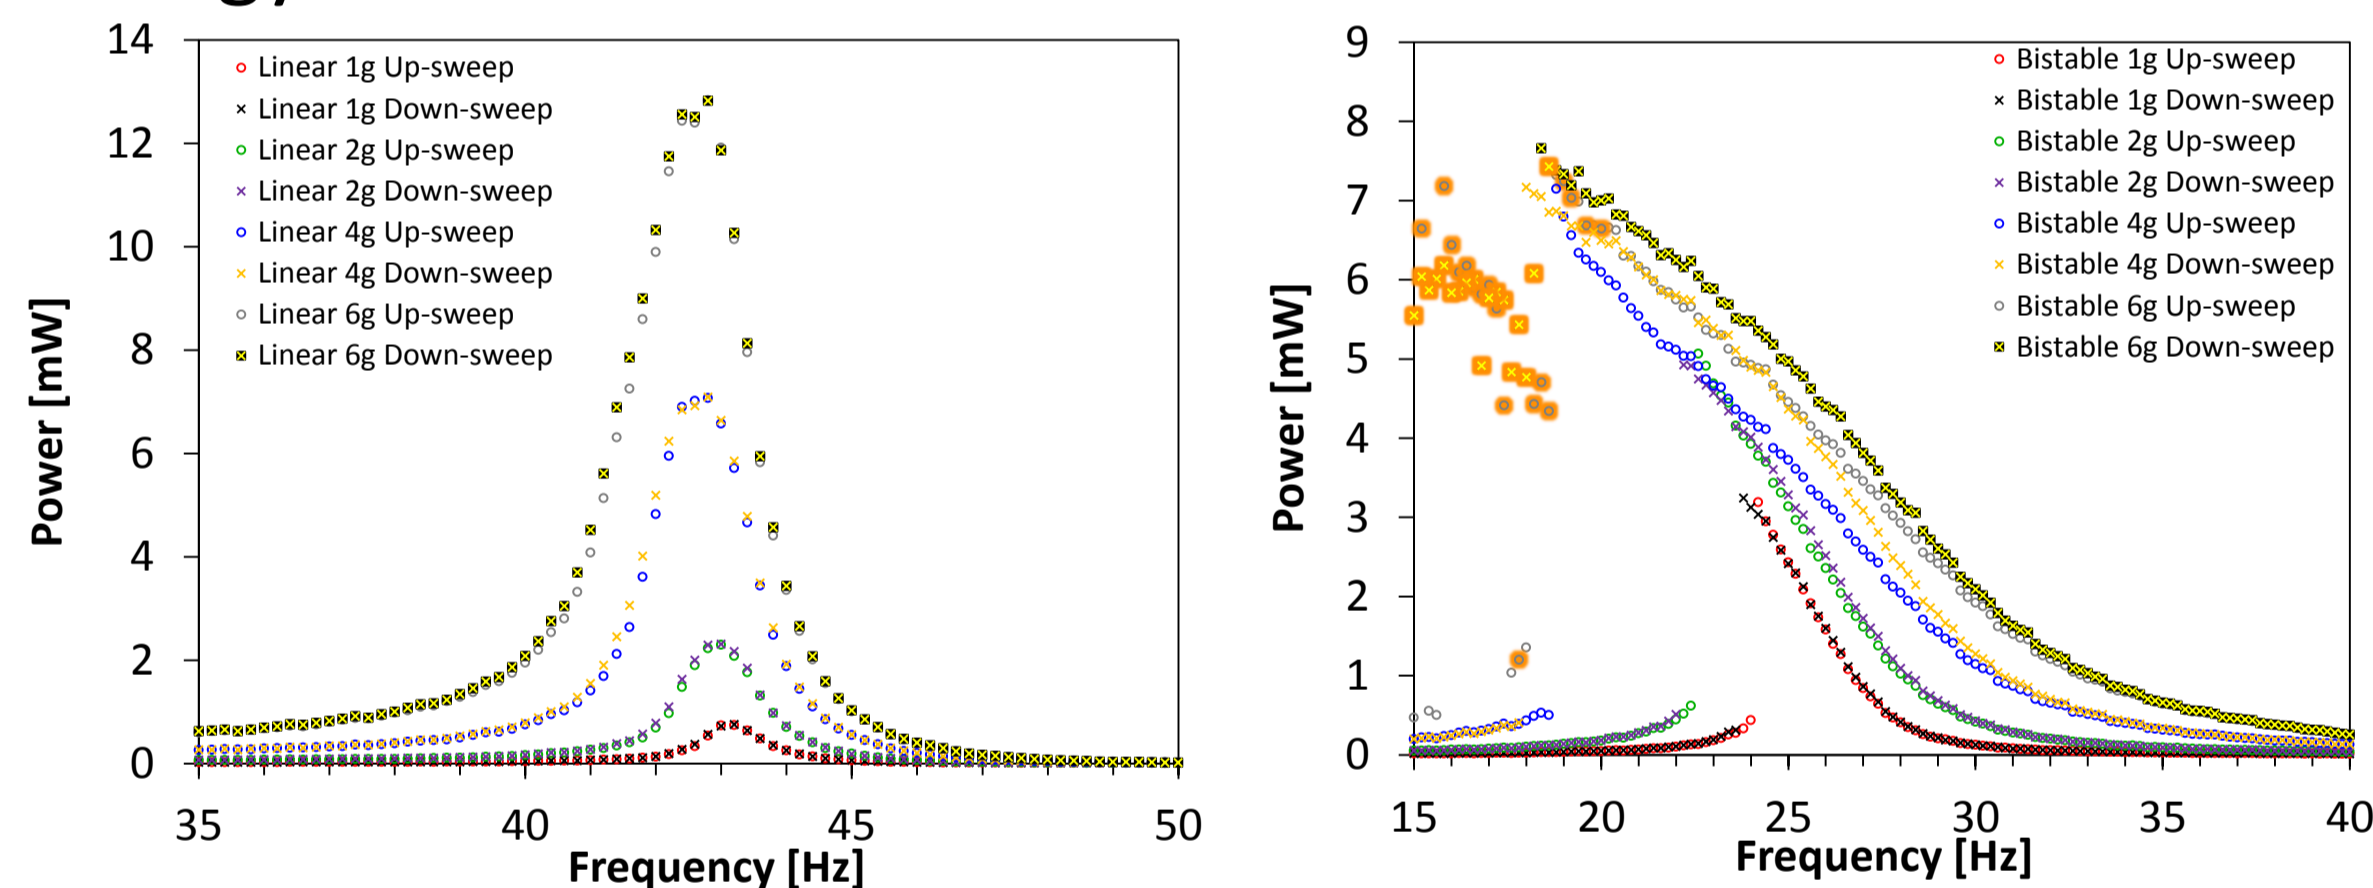 14
12
10
8
6
4
2
0
Power [mW]
Linear 1g Up-sweep
Linear 1g Down-sweep
Linear 2g Up-sweep
Linear 2g Down-sweep
Linear 4g Up-sweep
Linear 4g Down-sweep
Linear 6g Up-sweep
Linear 6g Down-sweep
35 40 45 50
Frequency [Hz]
9
8
7
6
5
4
3
2
1
0
Power [mW]
Bistable 1g Up-sweep
Bistable 1g Down-sweep
Bistable 2g Up-sweep
Bistable 2g Down-sweep
Bistable 4g Up-sweep
Bistable 4g Down-sweep
Bistable 6g Up-sweep
Bistable 6g Down-sweep
15 20 25 30 35 40
Frequency [Hz]